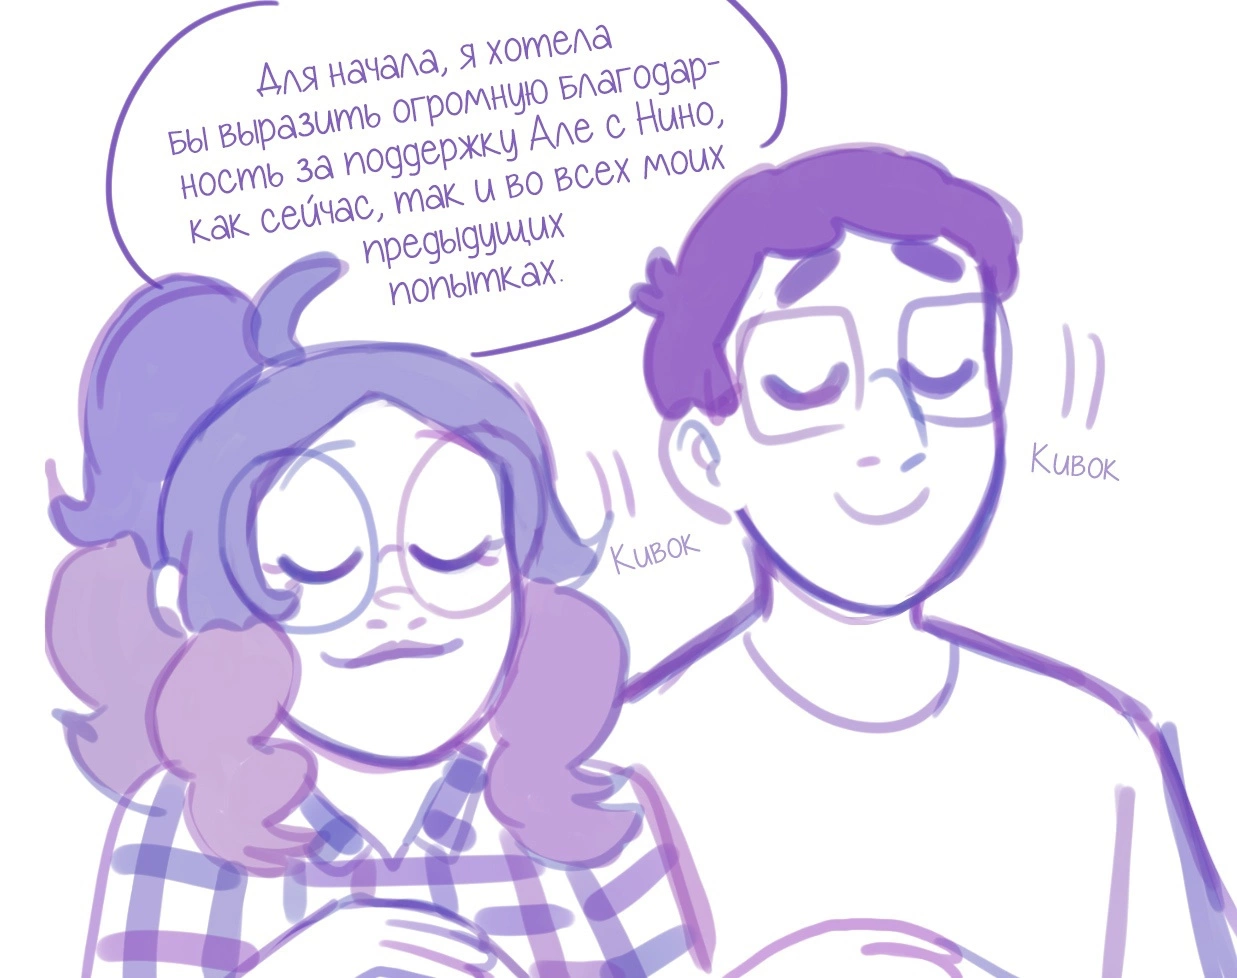 Для начала, я хотела
бы выразить огромную благодар-
ность за поддержку Але с Нино,
как сейчас, так и во всех моих
предыдущих
попытках.
Кивок
Кивок